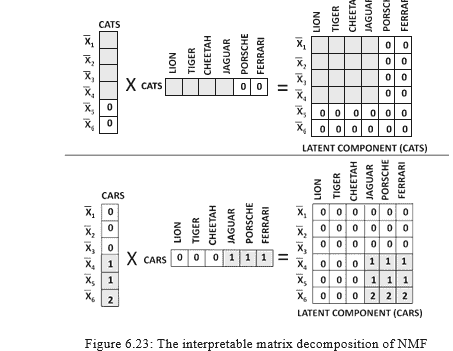 CATS
X̄1
X̄2
X̄3
X̄4
X̄5 0
X̄6 0
X
CATS
LION TIGER CHEETAH JAGUAR PORSCHE FERRARI
0 0
=
LION TIGER CHEETAH JAGUAR PORSCHE FERRARI
X̄1 0 0
X̄2 0 0
X̄3 0 0
X̄4 0 0
X̄5 0 0 0 0 0 0
X̄6 0 0 0 0 0 0
LATENT COMPONENT (CATS)
CARS
X̄1 0
X̄2 0
X̄3 0
X̄4 1
X̄5 1
X̄6 2
X
CARS
LION TIGER CHEETAH JAGUAR PORSCHE FERRARI
0 0 0 1 1 1
=
LION TIGER CHEETAH JAGUAR PORSCHE FERRARI
X̄1 0 0 0 0 0 0
X̄2 0 0 0 0 0 0
X̄3 0 0 0 0 0 0
X̄4 0 0 0 1 1 1
X̄5 0 0 0 1 1 1
X̄6 0 0 0 2 2 2
LATENT COMPONENT (CARS)
Figure 6.23: The interpretable matrix decomposition of NMF